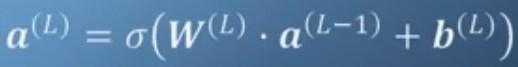 a^{(L)} = σ(W^{(L)} · a^{(L−1)} + b^{(L)})